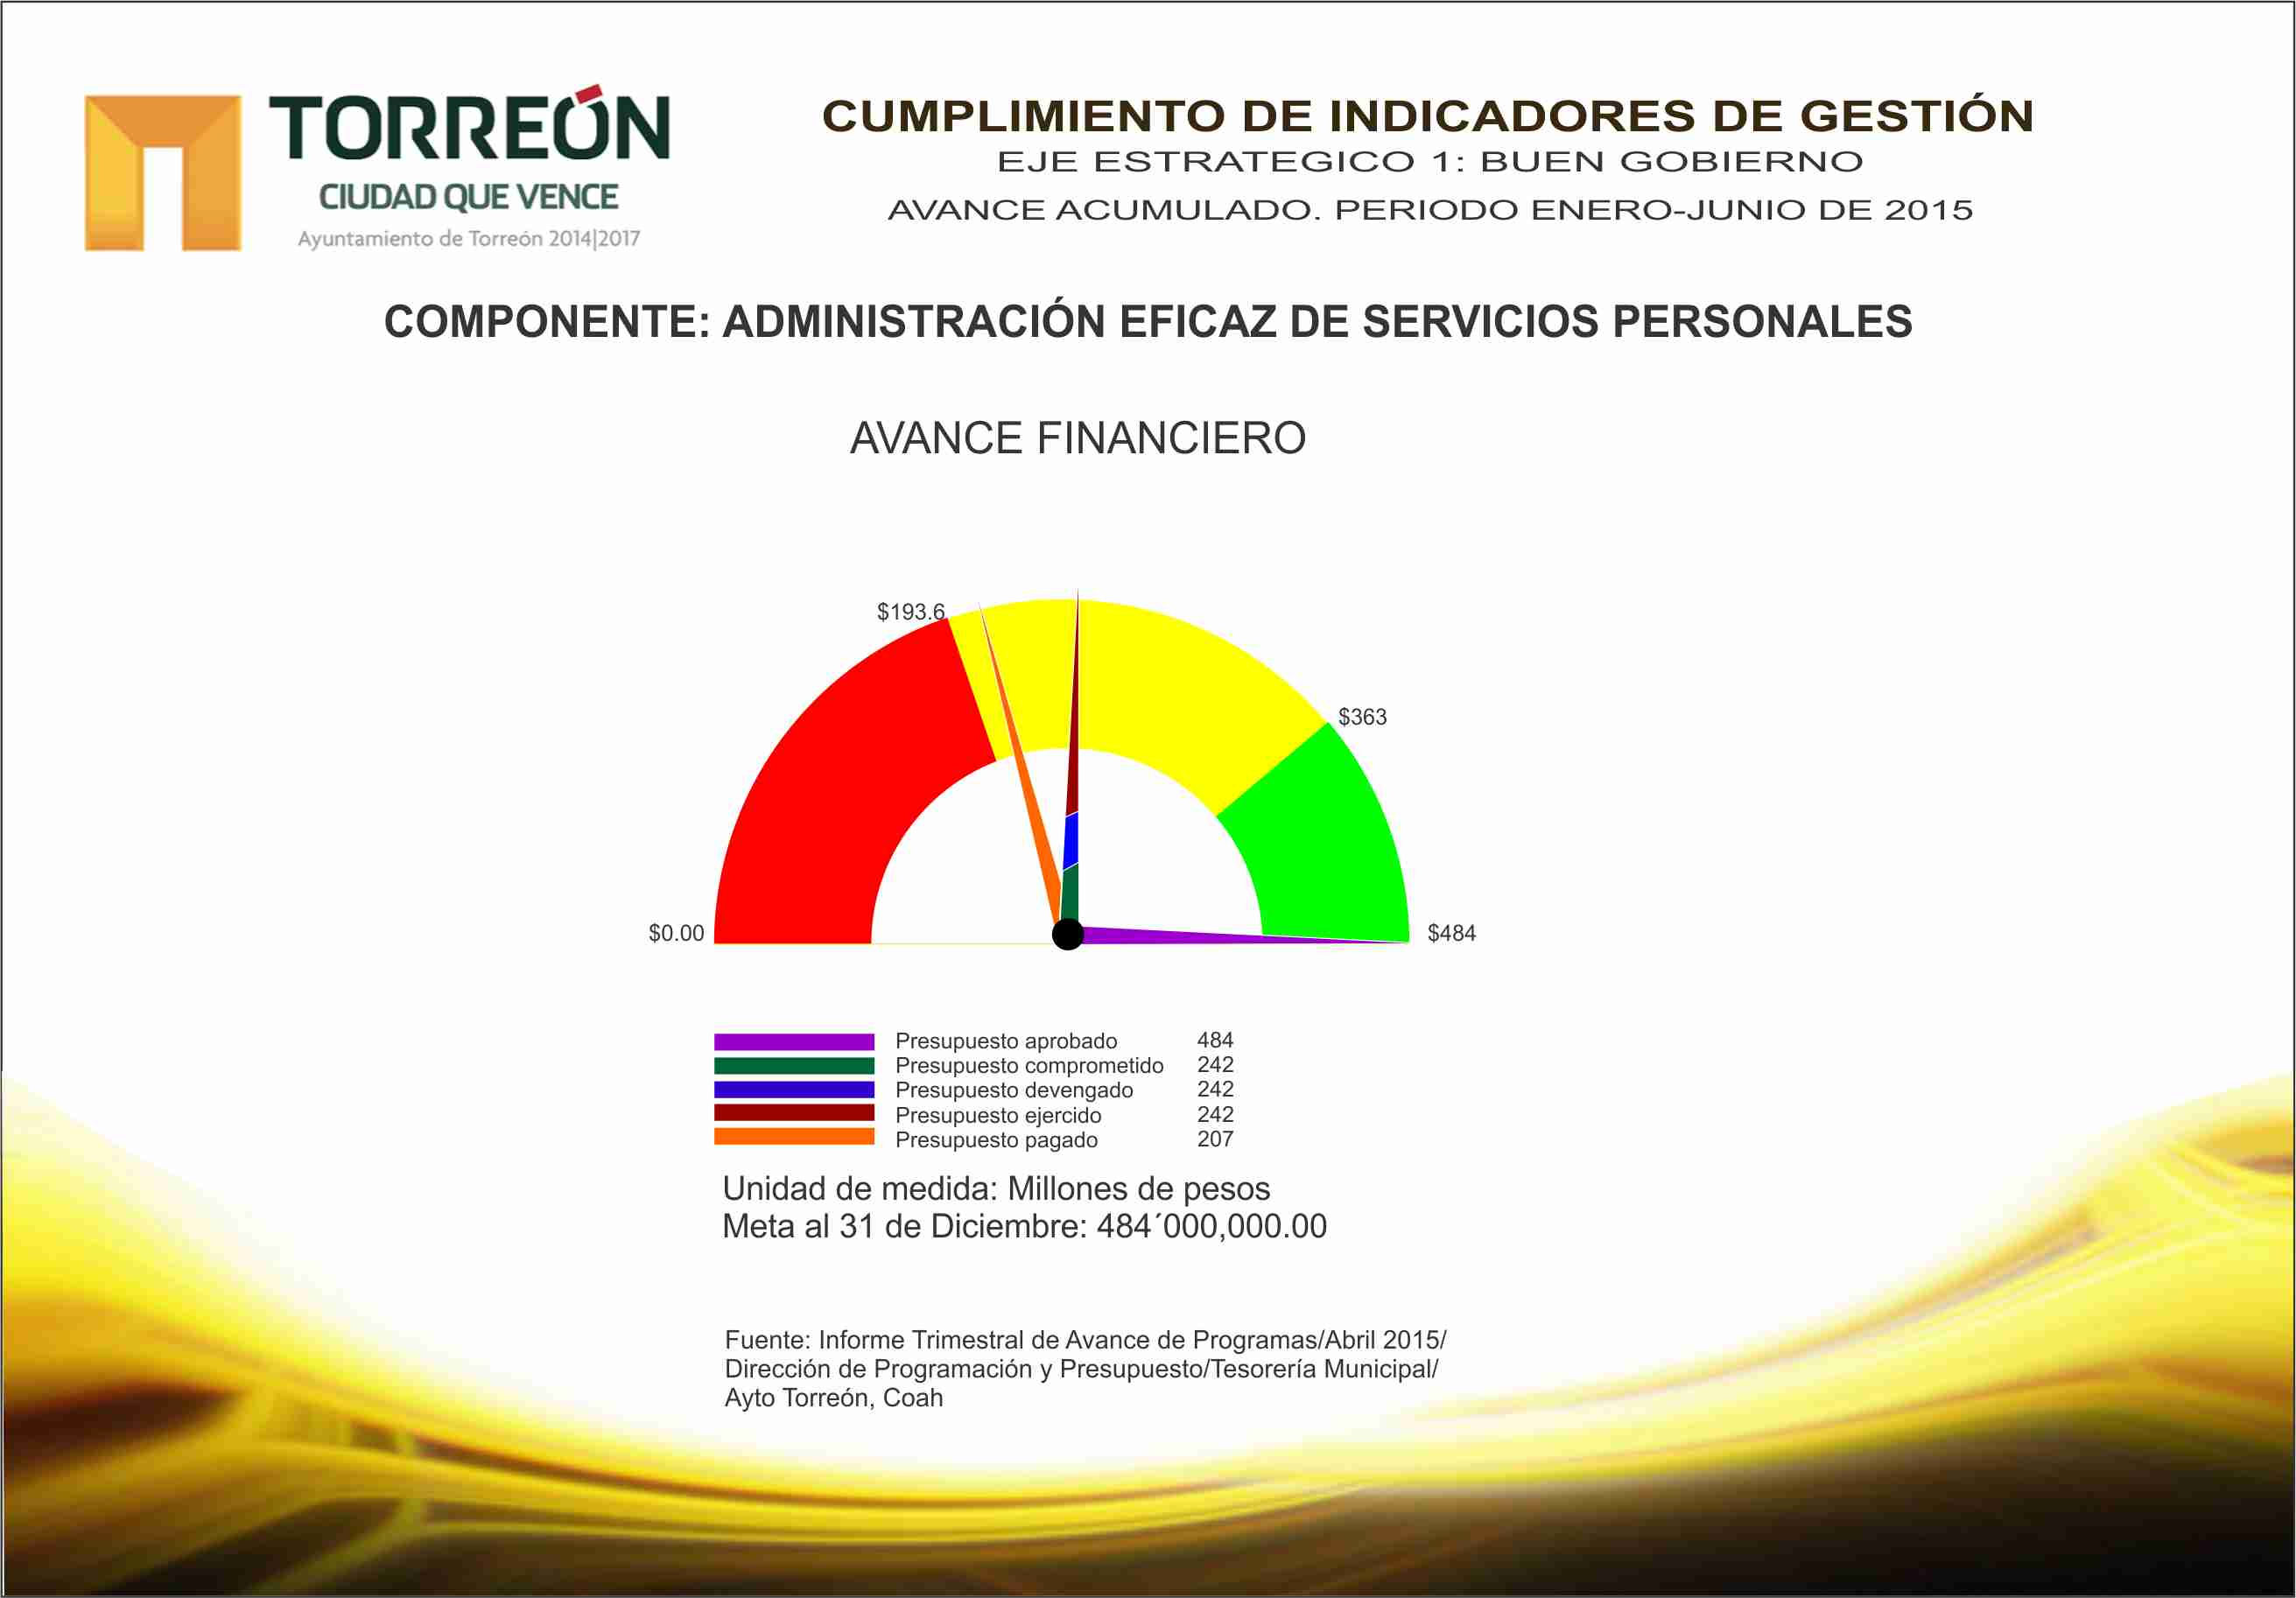 TORREÓN
CIUDAD QUE VENCE
Ayuntamiento de Torreón 2014|2017
CUMPLIMIENTO DE INDICADORES DE GESTIÓN
EJE ESTRATEGICO 1: BUEN GOBIERNO
AVANCE ACUMULADO. PERIODO ENERO-JUNIO DE 2015
COMPONENTE: ADMINISTRACIÓN EFICAZ DE SERVICIOS PERSONALES
AVANCE FINANCIERO
$193.6
$363
$0.00
$484
Presupuesto aprobado 484
Presupuesto comprometido 242
Presupuesto devengado 242
Presupuesto ejercido 242
Presupuesto pagado 207
Unidad de medida: Millones de pesos
Meta al 31 de Diciembre: 484´000,000.00
Fuente: Informe Trimestral de Avance de Programas/Abril 2015/
Dirección de Programación y Presupuesto/Tesorería Municipal/
Ayto Torreón, Coah